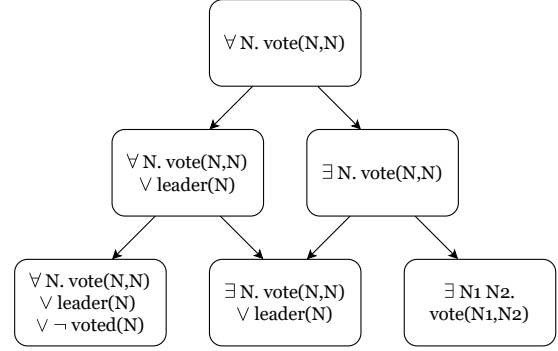 ∀ N. vote(N,N)
∀ N. vote(N,N)
∨ leader(N)
∃ N. vote(N,N)
∀ N. vote(N,N)
∨ leader(N)
∨ ¬ voted(N)
∃ N. vote(N,N)
∨ leader(N)
∃ N1 N2.
vote(N1,N2)